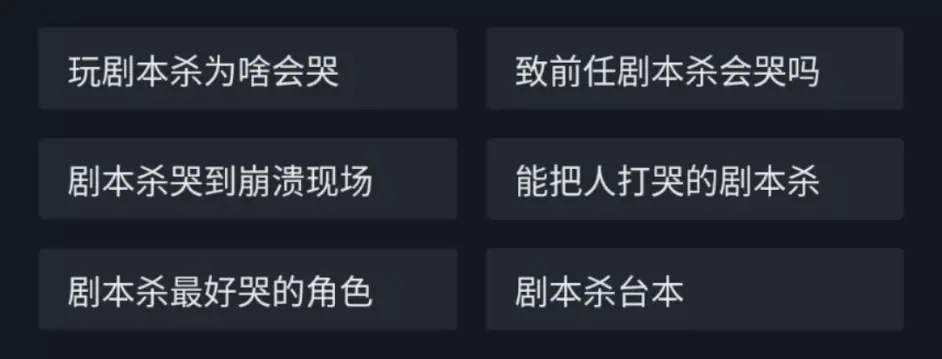 玩剧本杀为啥会哭
致前任剧本杀会哭吗
剧本杀哭到崩溃现场
能把人打哭的剧本杀
剧本杀最好哭的角色
剧本杀台本